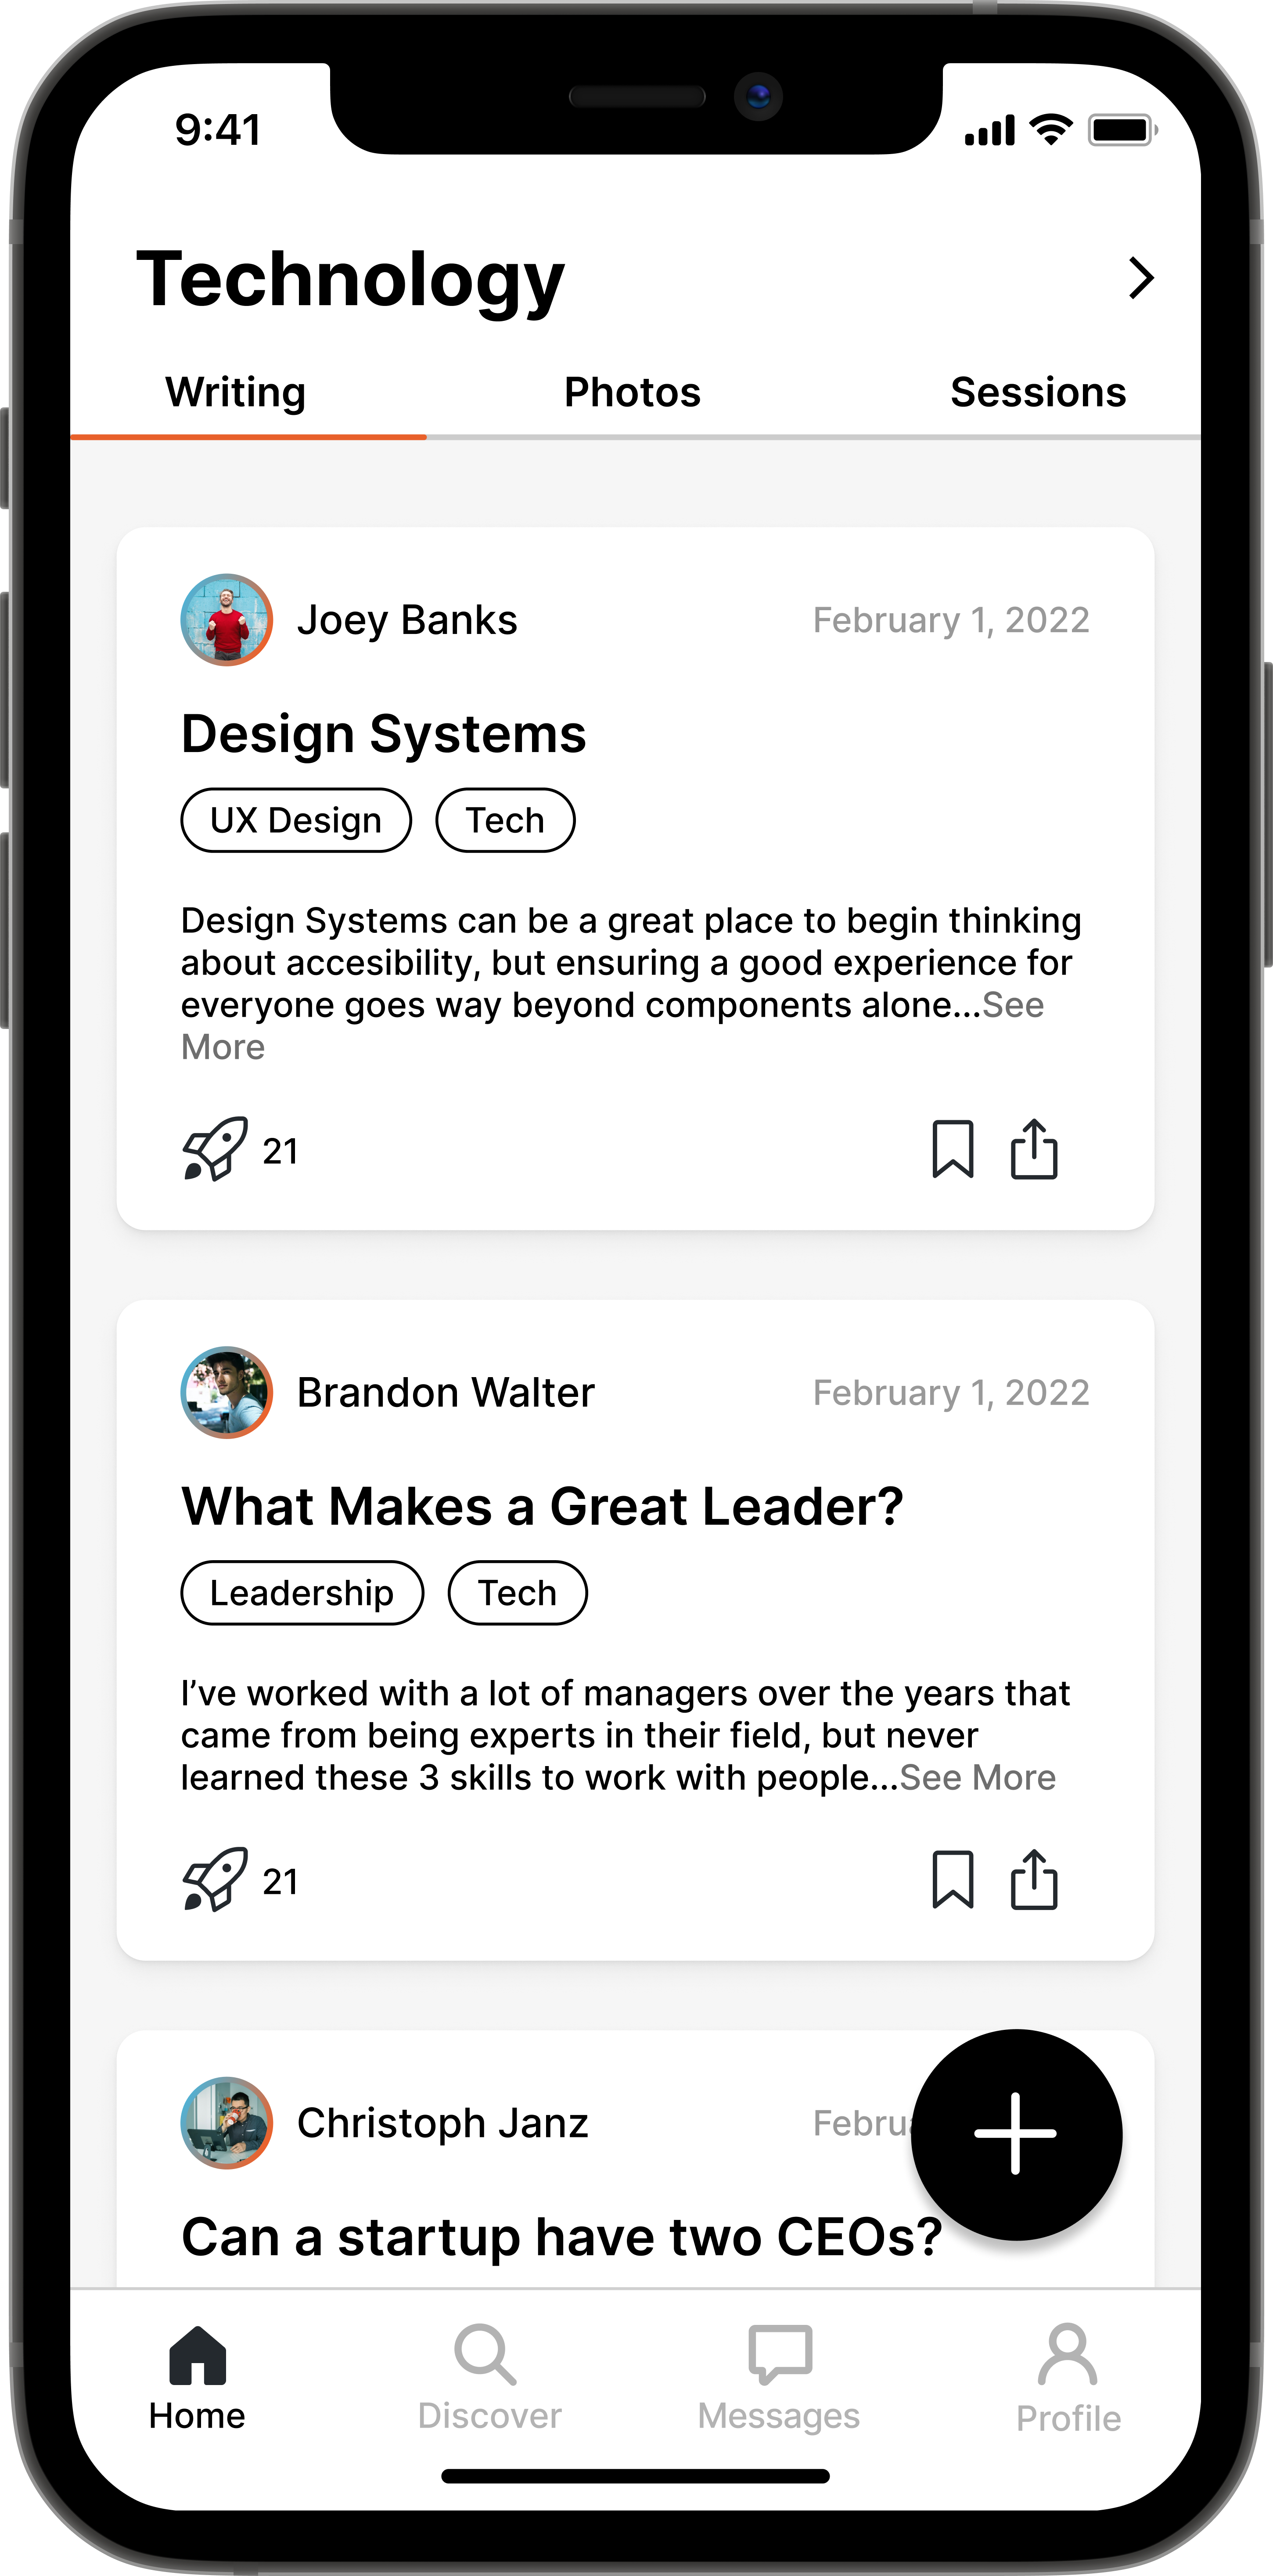 9:41
Technology
Writing Photos Sessions
Joey Banks February 1, 2022
Design Systems
UX Design Tech
Design Systems can be a great place to begin thinking
about accesibility, but ensuring a good experience for
everyone goes way beyond components alone...See
More
21
Brandon Walter February 1, 2022
What Makes a Great Leader?
Leadership Tech
I’ve worked with a lot of managers over the years that
came from being experts in their field, but never
learned these 3 skills to work with people...See More
21
Christoph Janz
Can a startup have two CEOs?
Home Discover Messages Profile